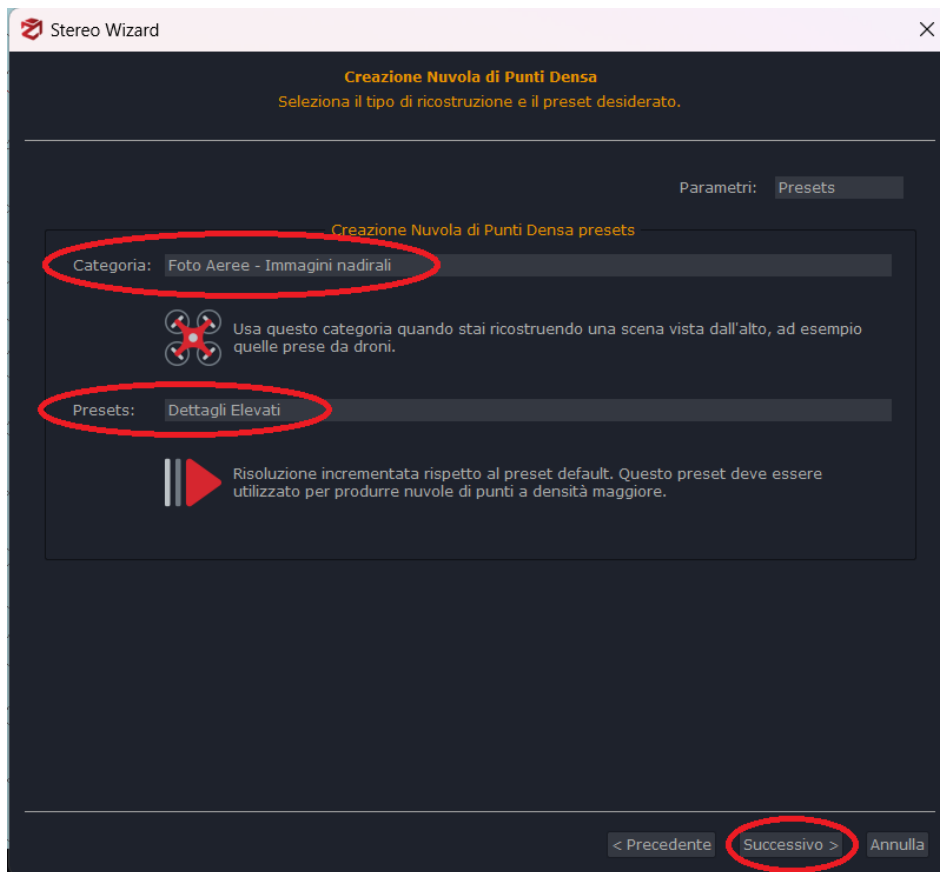 Stereo Wizard
Creazione Nuvola di Punti Densa
Seleziona il tipo di ricostruzione e il preset desiderato.
Parametri: Presets
Creazione Nuvola di Punti Densa presets
Categoria: Foto Aeree - Immagini nadirali
Usa questo categoria quando stai ricostruendo una scena vista dall'alto, ad esempio
quelle prese da droni.
Presets: Dettagli Elevati
Risoluzione incrementata rispetto al preset default. Questo preset deve essere
utilizzato per produrre nuvole di punti a densità maggiore.
< Precedente Successivo > Annulla